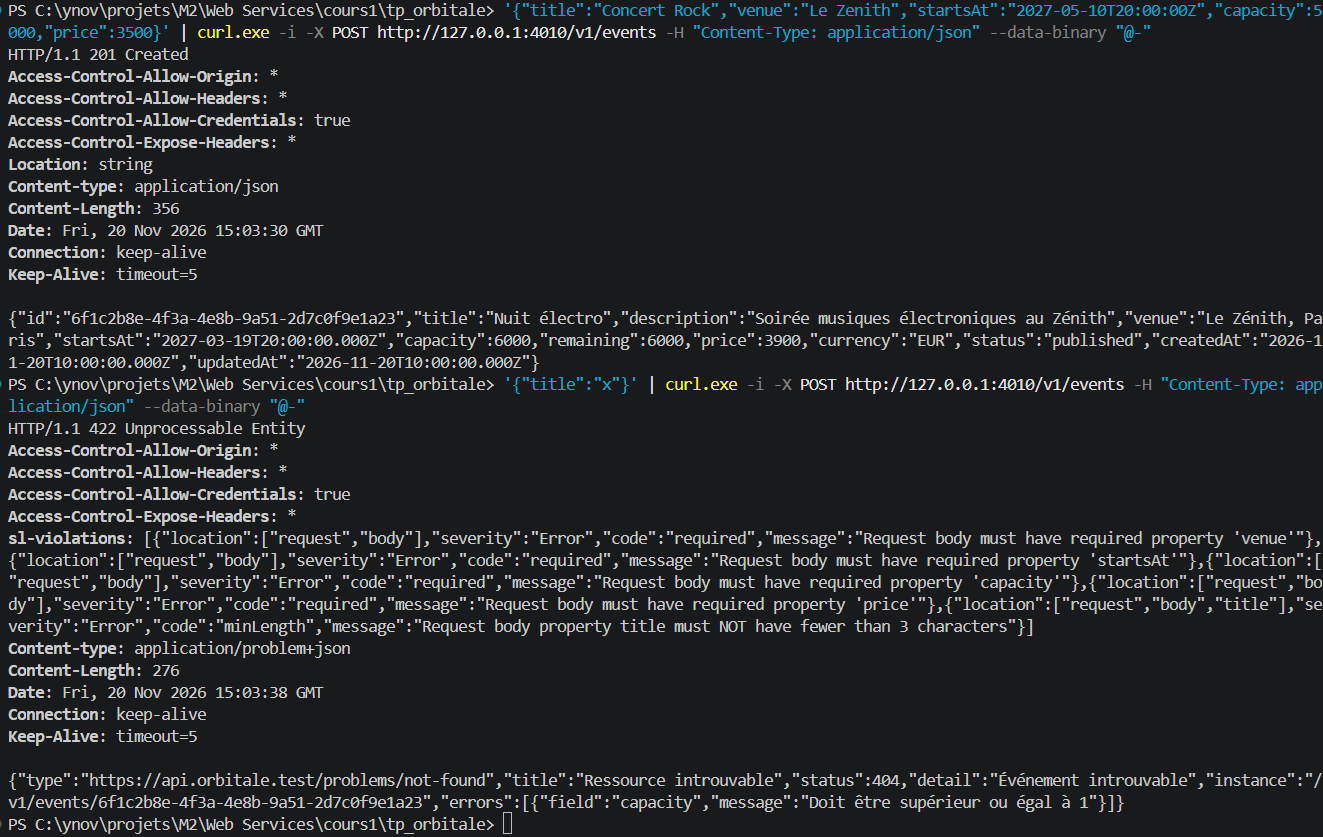 PS C:\ynov\projets\M2\Web Services\cours1\tp_orbitale> '{"title":"Concert Rock","venue":"Le Zenith","startsAt":"2027-05-10T20:00:00Z","capacity":5
000,"price":3500}' | curl.exe -i -X POST http://127.0.0.1:4010/v1/events -H "Content-Type: application/json" --data-binary "@-"
HTTP/1.1 201 Created
Access-Control-Allow-Origin: *
Access-Control-Allow-Headers: *
Access-Control-Allow-Credentials: true
Access-Control-Expose-Headers: *
Location: string
Content-type: application/json
Content-Length: 356
Date: Fri, 20 Nov 2026 15:03:30 GMT
Connection: keep-alive
Keep-Alive: timeout=5

{"id":"6f1c2b8e-4f3a-4e8b-9a51-2d7c0f9e1a23","title":"Nuit électro","description":"Soirée musiques électroniques au Zénith","venue":"Le Zénith, Pa
ris","startsAt":"2027-03-19T20:00:00.000Z","capacity":6000,"remaining":6000,"price":3900,"currency":"EUR","status":"published","createdAt":"2026-1
1-20T10:00:00.000Z","updatedAt":"2026-11-20T10:00:00.000Z"}
PS C:\ynov\projets\M2\Web Services\cours1\tp_orbitale> '{"title":"x"}' | curl.exe -i -X POST http://127.0.0.1:4010/v1/events -H "Content-Type: app
lication/json" --data-binary "@-"
HTTP/1.1 422 Unprocessable Entity
Access-Control-Allow-Origin: *
Access-Control-Allow-Headers: *
Access-Control-Allow-Credentials: true
Access-Control-Expose-Headers: *
sl-violations: [{"location":["request","body"],"severity":"Error","code":"required","message":"Request body must have required property 'venue'"},
{"location":["request","body"],"severity":"Error","code":"required","message":"Request body must have required property 'startsAt'"},{"location":[
"request","body"],"severity":"Error","code":"required","message":"Request body must have required property 'capacity'"},{"location":["request","bo
dy"],"severity":"Error","code":"required","message":"Request body must have required property 'price'"},{"location":["request","body","title"],"se
verity":"Error","code":"minLength","message":"Request body property title must NOT have fewer than 3 characters"}]
Content-type: application/problem+json
Content-Length: 276
Date: Fri, 20 Nov 2026 15:03:38 GMT
Connection: keep-alive
Keep-Alive: timeout=5

{"type":"https://api.orbitale.test/problems/not-found","title":"Ressource introuvable","status":404,"detail":"Événement introuvable","instance":"/
v1/events/6f1c2b8e-4f3a-4e8b-9a51-2d7c0f9e1a23","errors":[{"field":"capacity","message":"Doit être supérieur ou égal à 1"}]}
PS C:\ynov\projets\M2\Web Services\cours1\tp_orbitale>